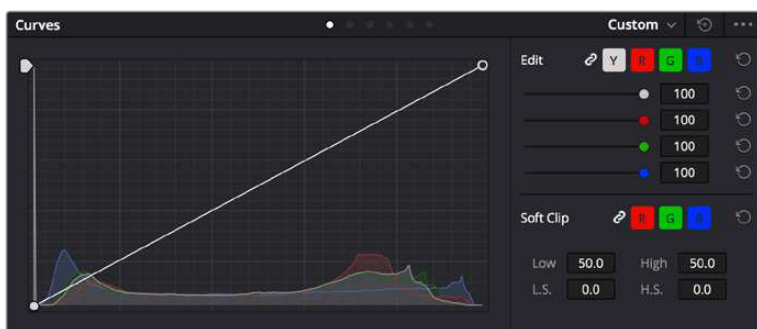 Curves Custom
Edit Y R G B
100
100
100
100
Soft Clip R G B
Low 50.0 High 50.0
L.S. 0.0 H.S. 0.0